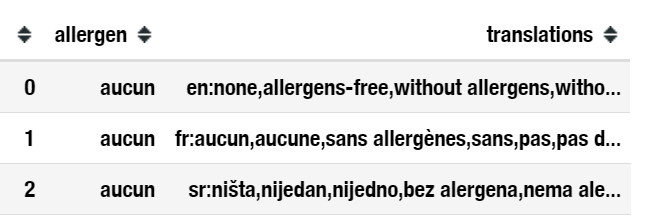 allergen translations
0 aucun en:none,allergens-free,without allergens,witho...
1 aucun fr:aucun,aucune,sans allergènes,sans,pas,pas d...
2 aucun sr:ništa,nijedan,nijedno,bez alergena,nema ale...